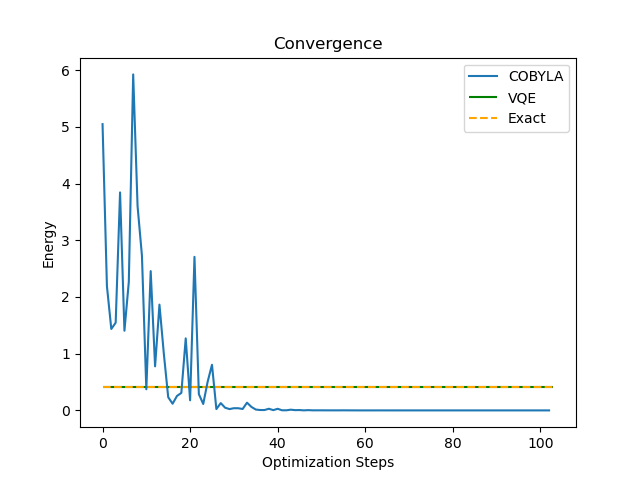 Convergence
COBYLA
VQE
Exact
Energy
6
5
4
3
2
1
0
0 20 40 60 80 100
Optimization Steps